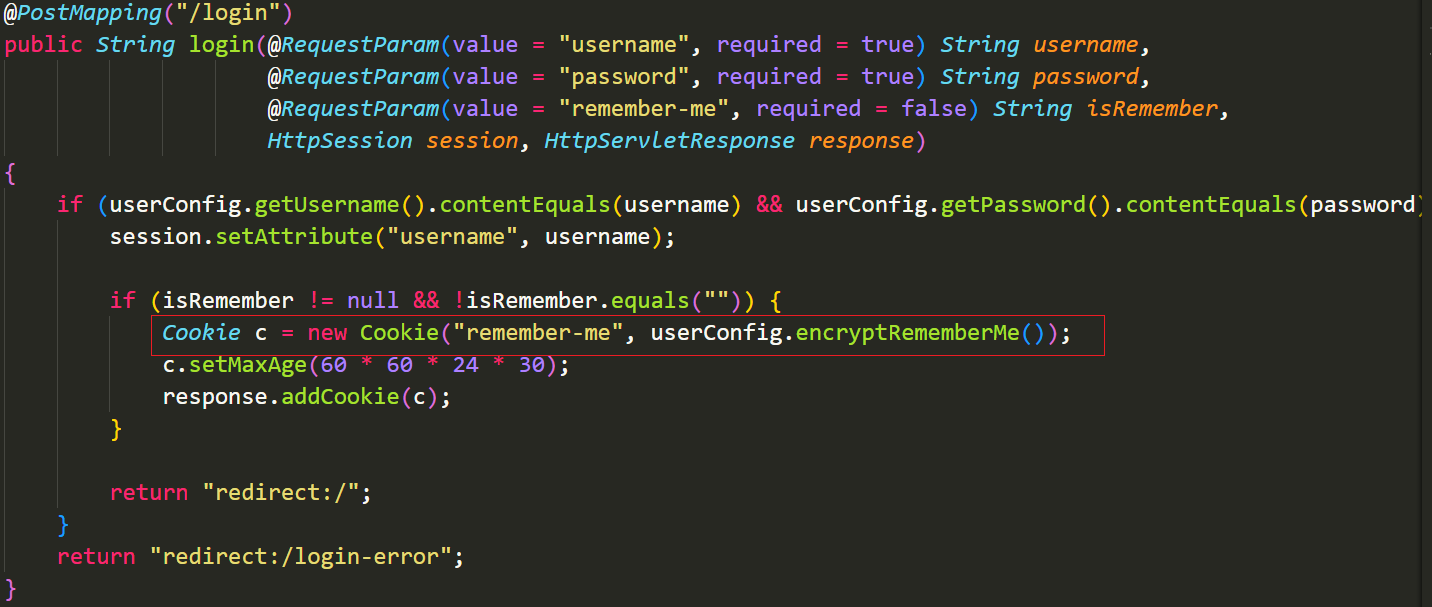 @PostMapping("/login")
public String login(@RequestParam(value = "username", required = true) String username,
@RequestParam(value = "password", required = true) String password,
@RequestParam(value = "remember-me", required = false) String isRemember,
HttpSession session, HttpServletResponse response)
{
if (userConfig.getUsername().contentEquals(username) && userConfig.getPassword().contentEquals(password)
session.setAttribute("username", username);
if (isRemember != null && !isRemember.equals("")) {
Cookie c = new Cookie("remember-me", userConfig.encryptRememberMe());
c.setMaxAge(60 * 60 * 24 * 30);
response.addCookie(c);
}
return "redirect:/";
}
return "redirect:/login-error";
}